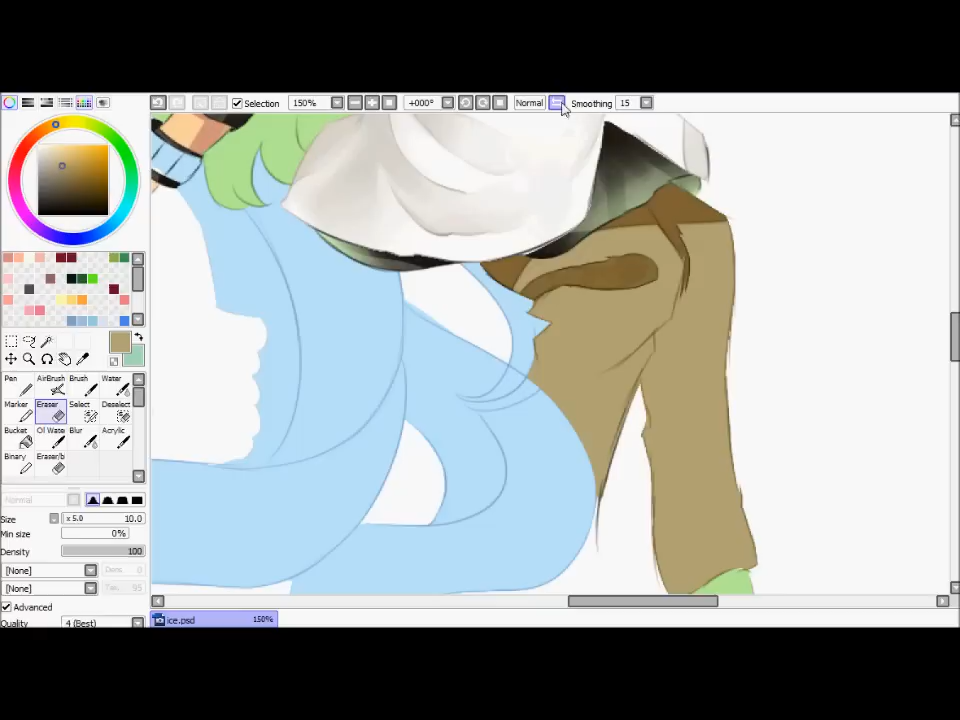 Selection 150% +000° Normal Smoothing 15
Pen AirBrush Brush Water
Marker Eraser Select Deselect
Bucket Oil Wate Blur Acrylic
Binary Eraser/b
Normal
Size x 5.0 10.0
Min size 0%
Density 100
[None]
[None]
Advanced
Quality 4 (Best)
ice.psd 150%